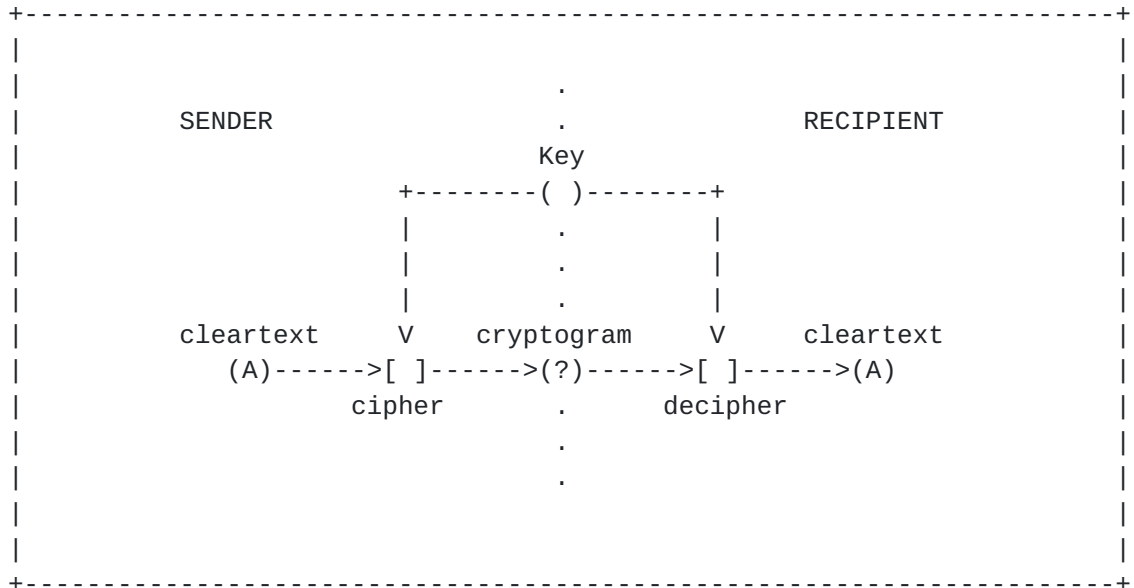 SENDER RECIPIENT
Key
+--------( )--------+
cleartext V cryptogram V cleartext
(A)------>[ ]------>(?)------>[ ]------>(A)
cipher . decipher